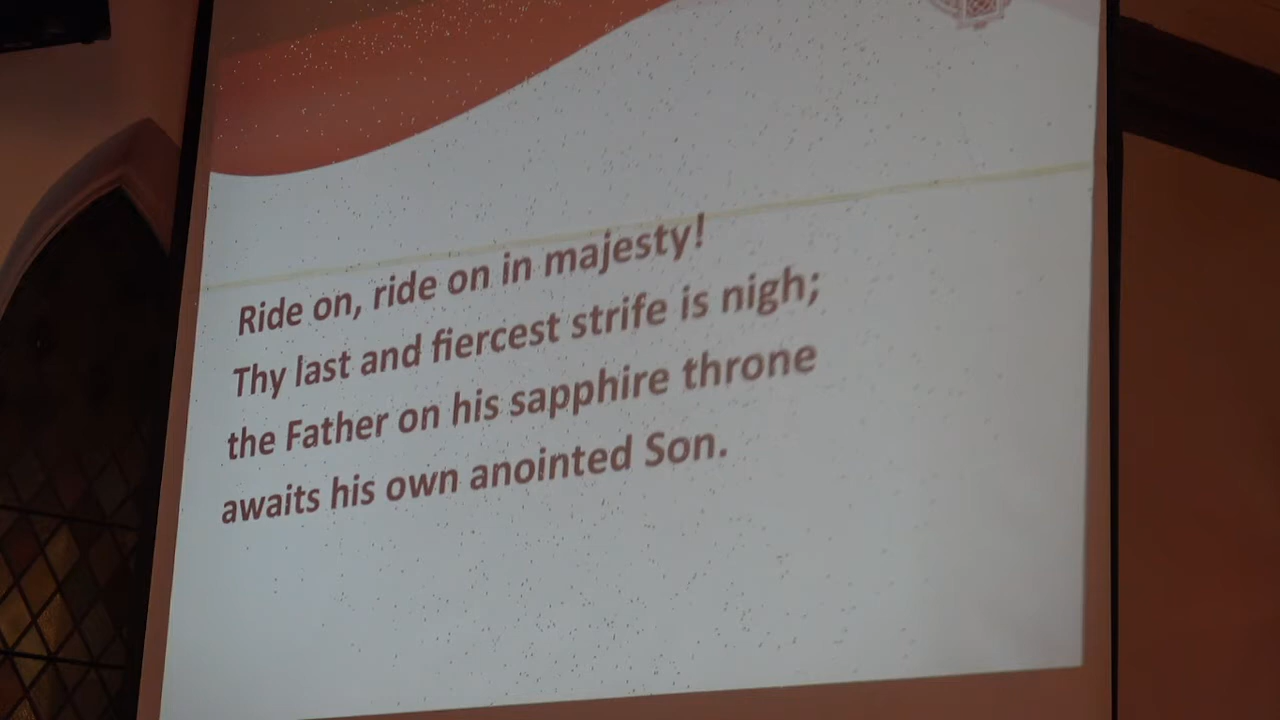 Ride on, ride on in majesty!
Thy last and fiercest strife is nigh;
the Father on his sapphire throne
awaits his own anointed Son.